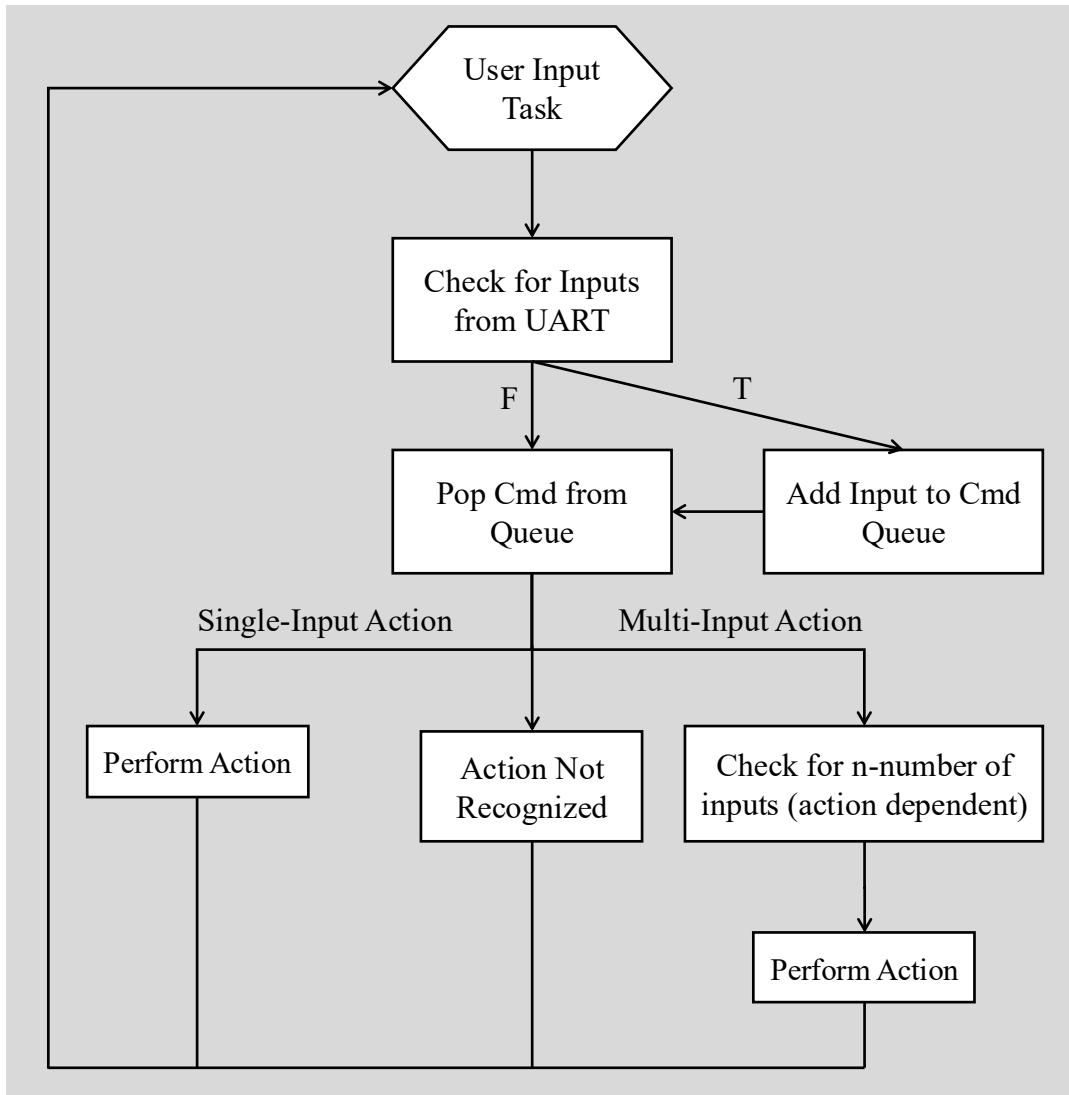 User Input
Task
Check for Inputs
from UART
F
T
Pop Cmd from
Queue
Add Input to Cmd
Queue
Single-Input Action
Multi-Input Action
Perform Action
Action Not
Recognized
Check for n-number of
inputs (action dependent)
Perform Action